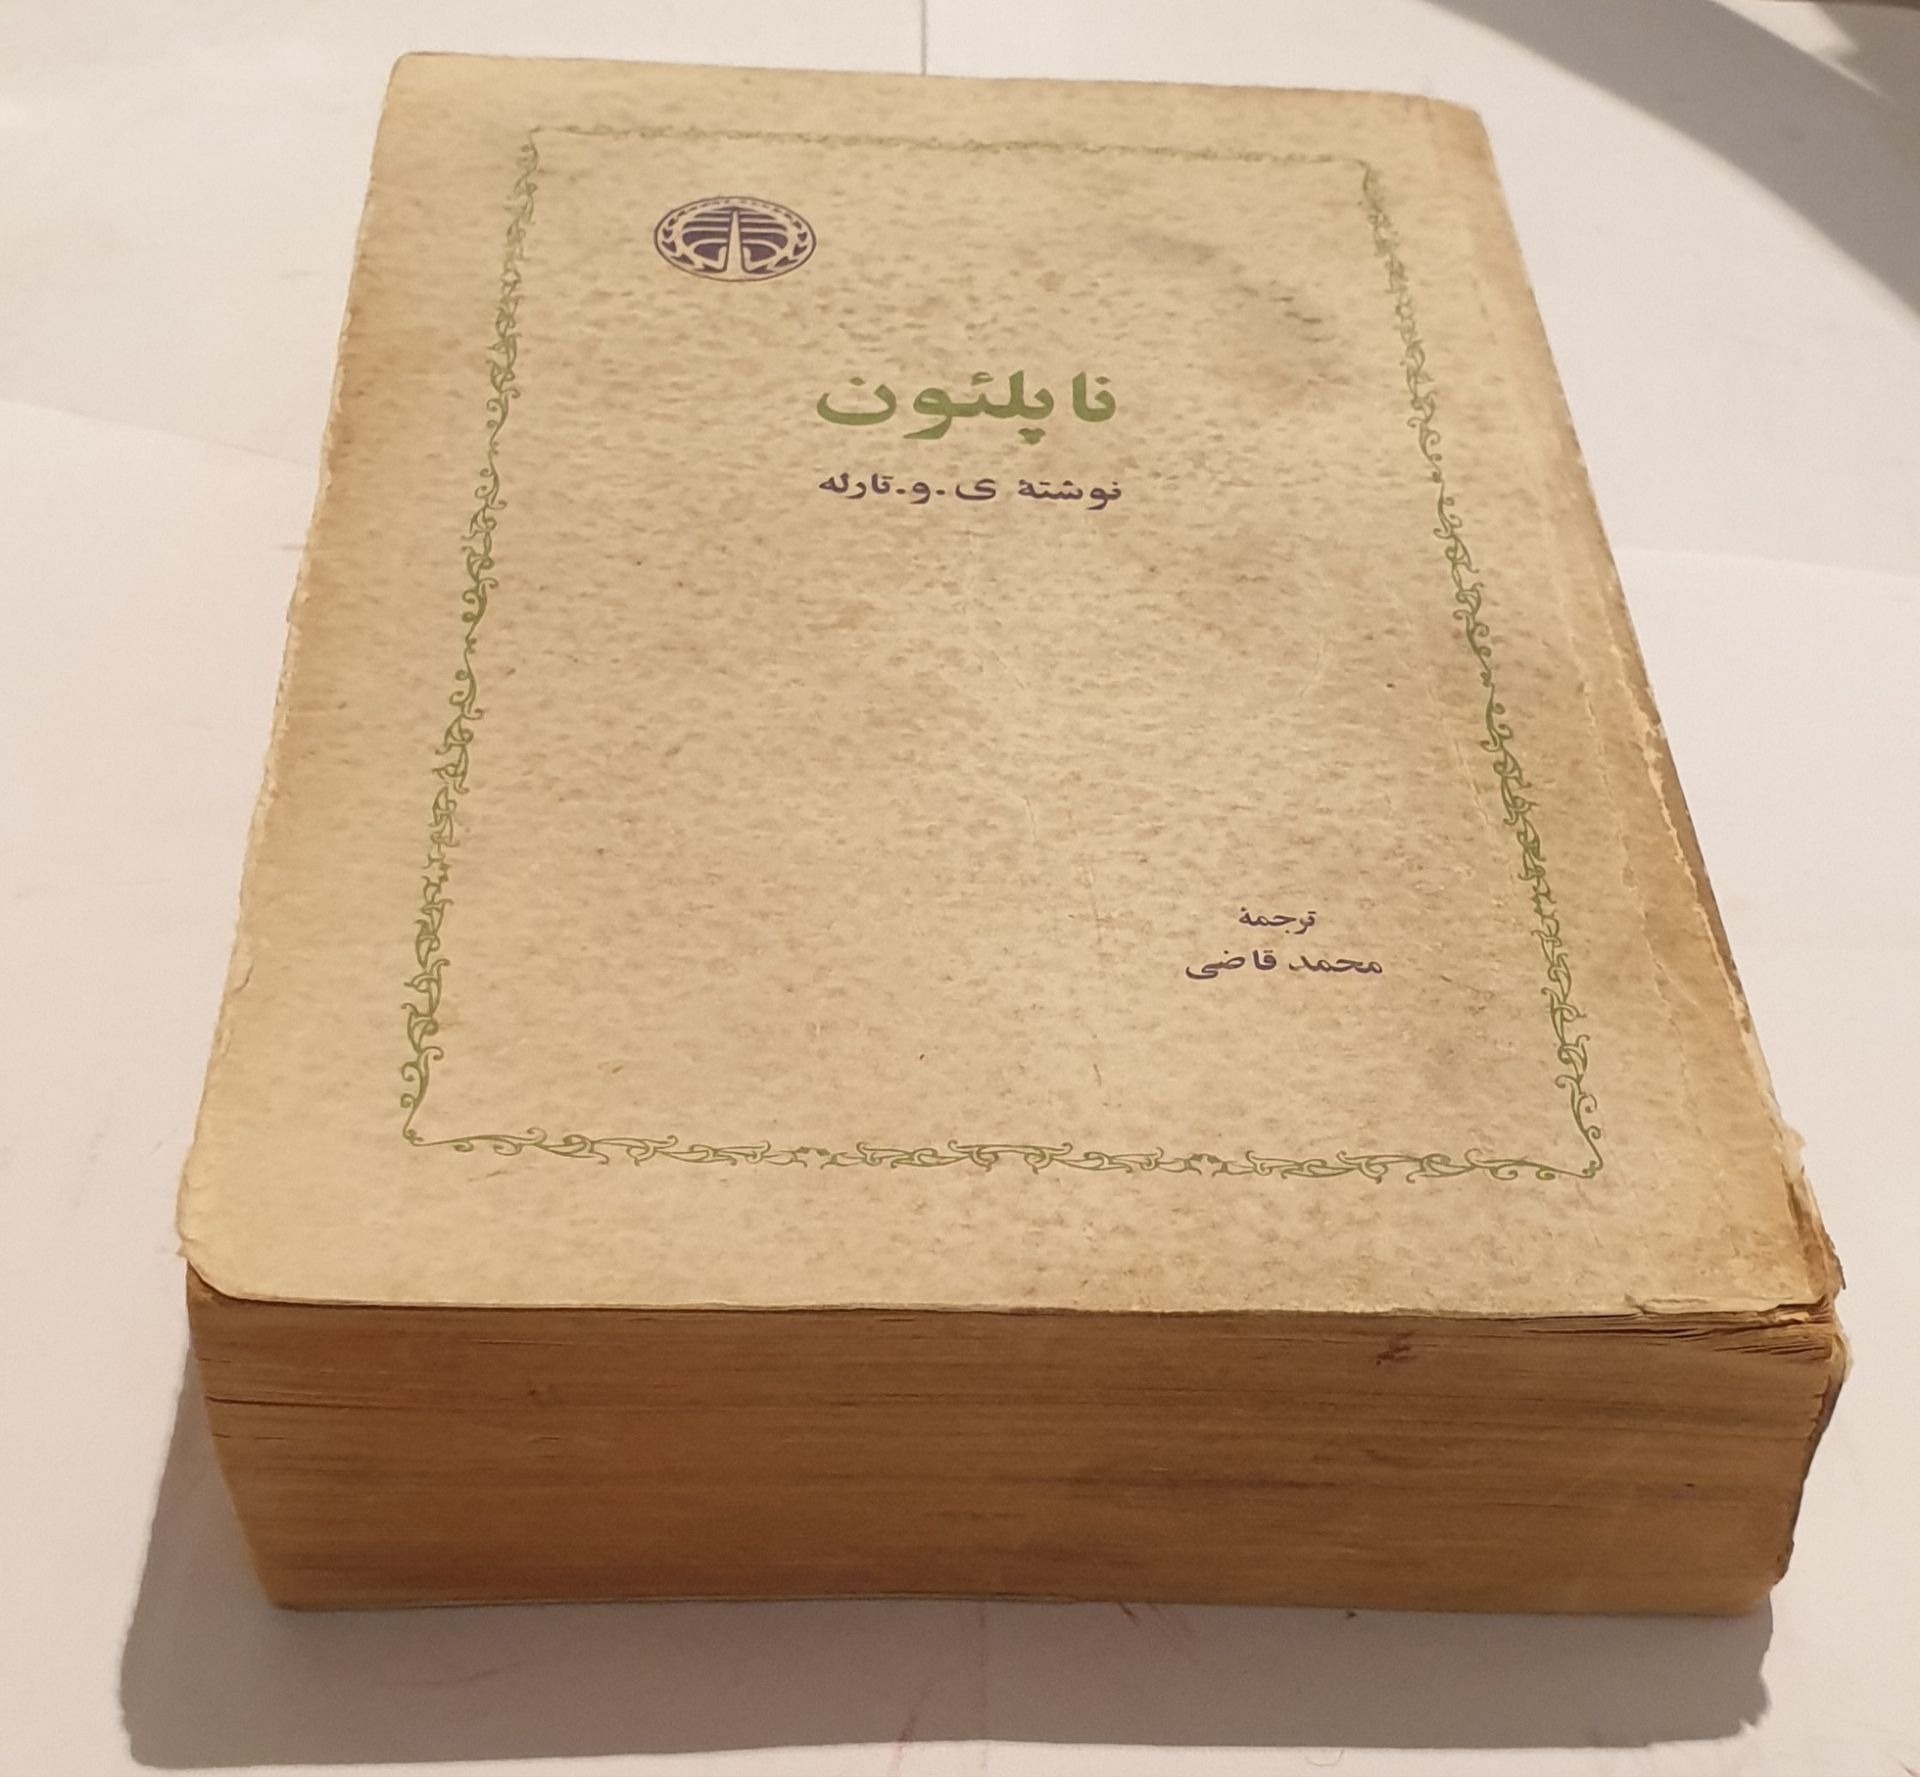 ناپلئون
نوشتهٔ ی.و.تارله
ترجمهٔ
محمد قاضی